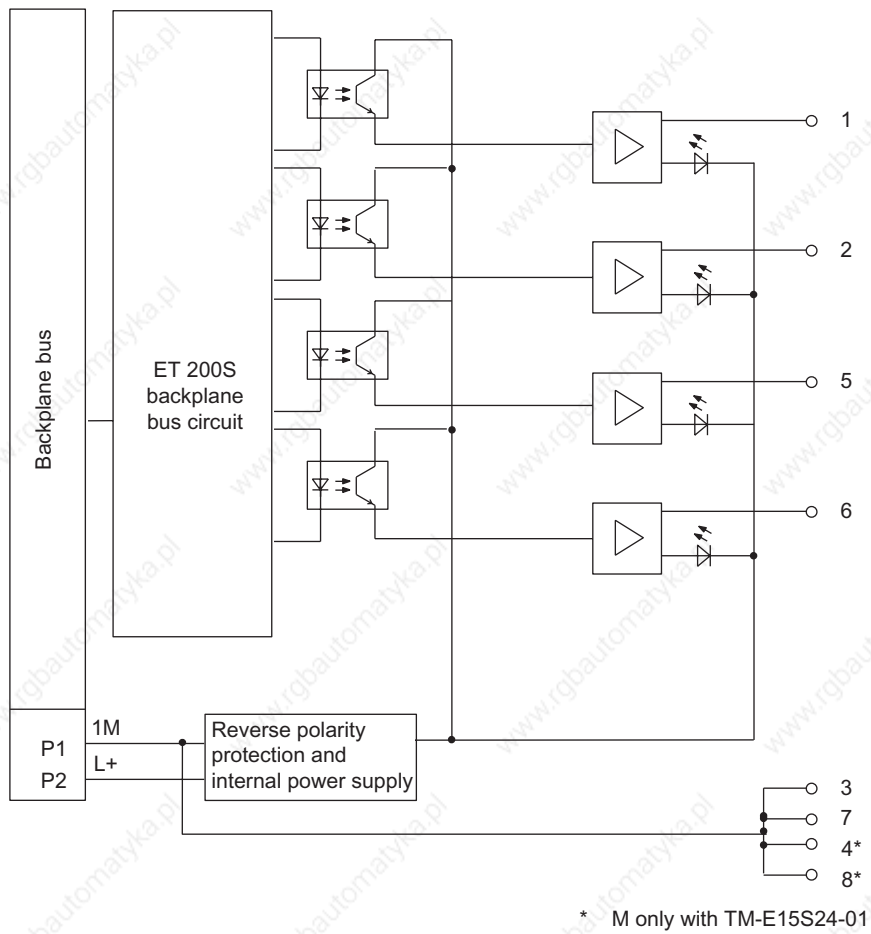 1
2
5
6
Backplane bus
ET 200S
backplane
bus circuit
P1
P2
1M
L+
Reverse polarity
protection and
internal power supply
3
7
4*
8*
* M only with TM-E15S24-01
www.rgbautomatyka.pl